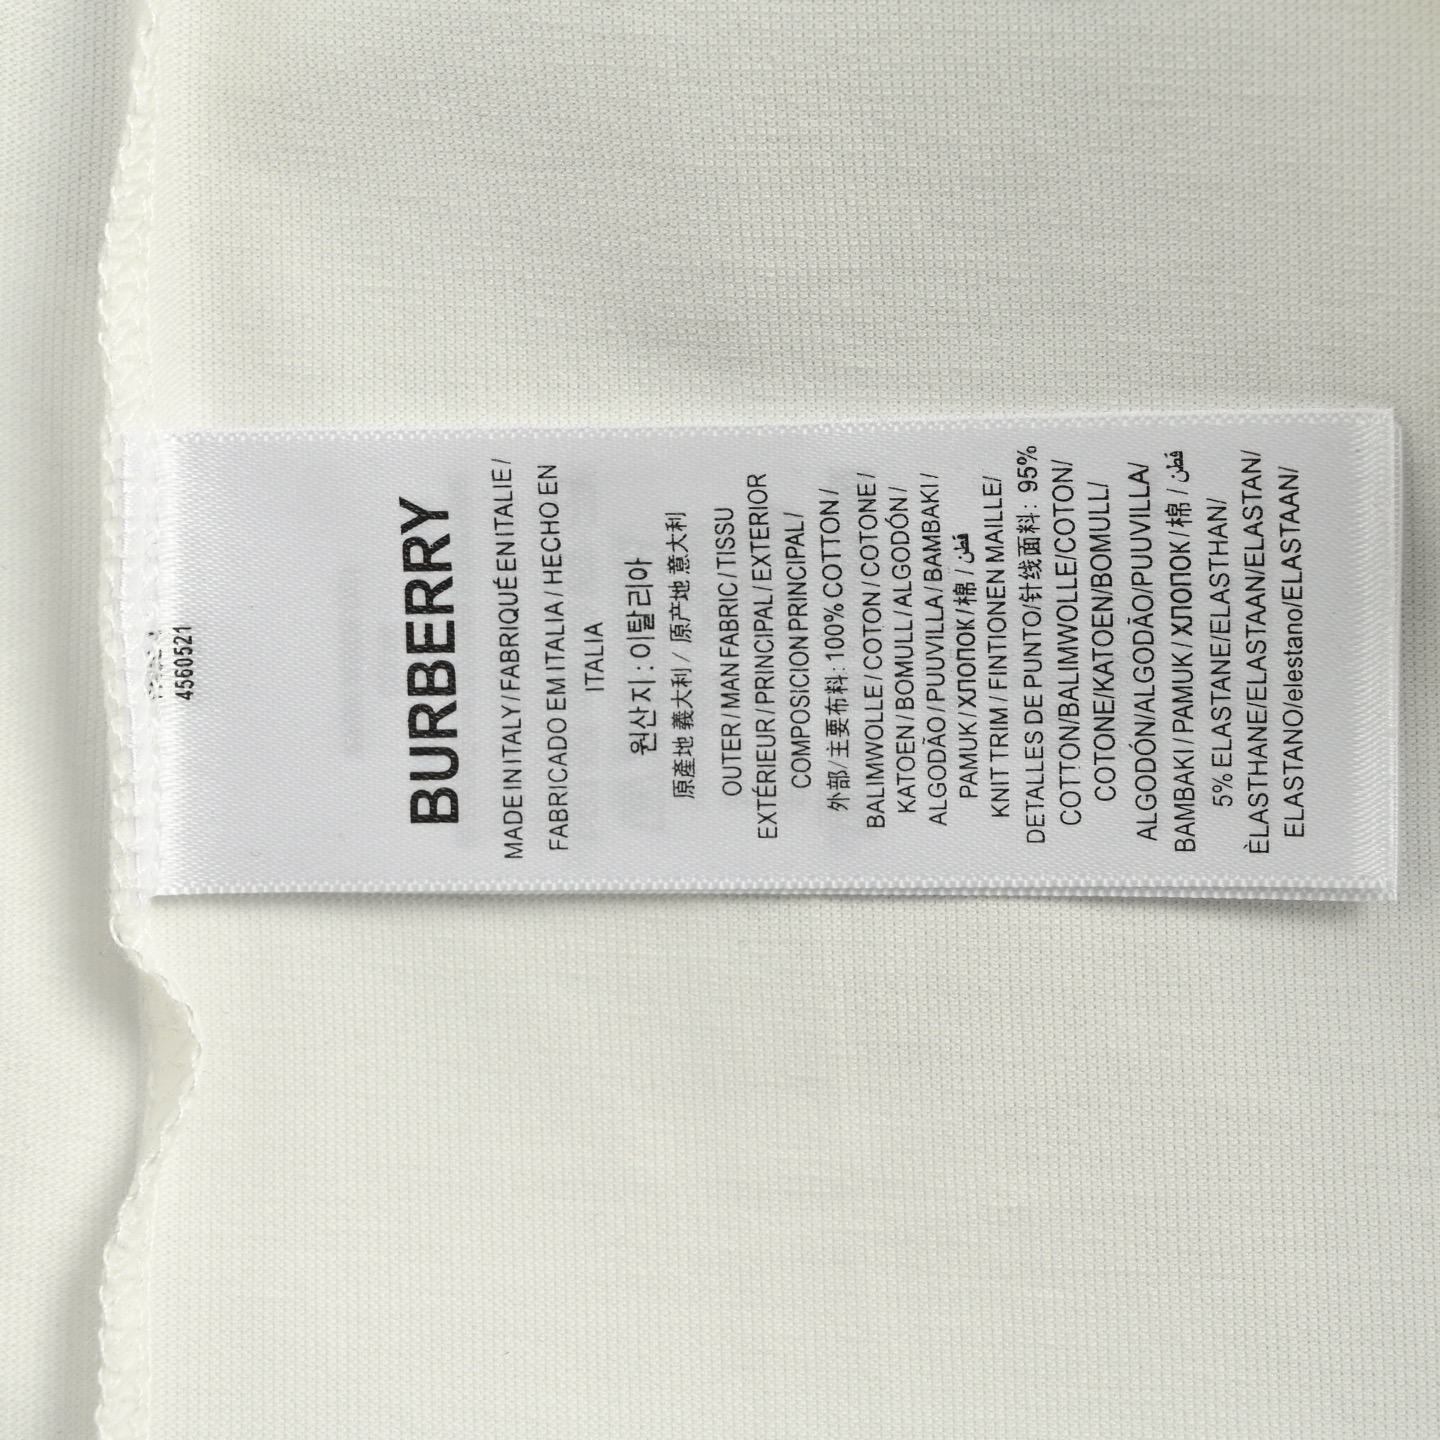 4560521
BURBERRY
MADE IN ITALY / FABRIQUÉ EN ITALIE /
FABRICADO EM ITALIA / HECHO EN
ITALIA
원산지 : 이탈리아
原產地 義大利 / 原产地 意大利
OUTER / MAN FABRIC / TISSU
EXTÉRIEUR / PRINCIPAL / EXTERIOR
COMPOSICION PRINCIPAL /
外部/主要布料: 100% COTTON /
BALIMWOLLE / COTON / COTONE /
KATOEN / BOMULL / ALGODÓN /
ALGODÃO / PUUVILLA / BAMBAKI /
PAMUK / ХЛОПОК / 棉 / قطن
KNIT TRIM / FINTIONEN MAILLE/
DETALLES DE PUNTO/针线面料: 95%
COTTON/BALIMWOLLE/COTON/
COTONE/KATOEN/BOMULL/
ALGODÓN/ALGODÃO/PUUVILLA/
BAMBAKI / PAMUK / ХЛОПОК / 棉 / قطن
5% ELASTANE/ELASTHAN/
ÈLASTHANE/ELASTAAN/ELASTAN/
ELASTANO/elestano/ELASTAAN/